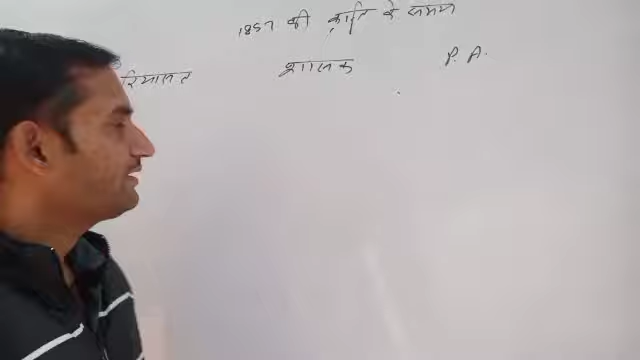 1857 की क्रांति के समय
रियासत शासक P. A.